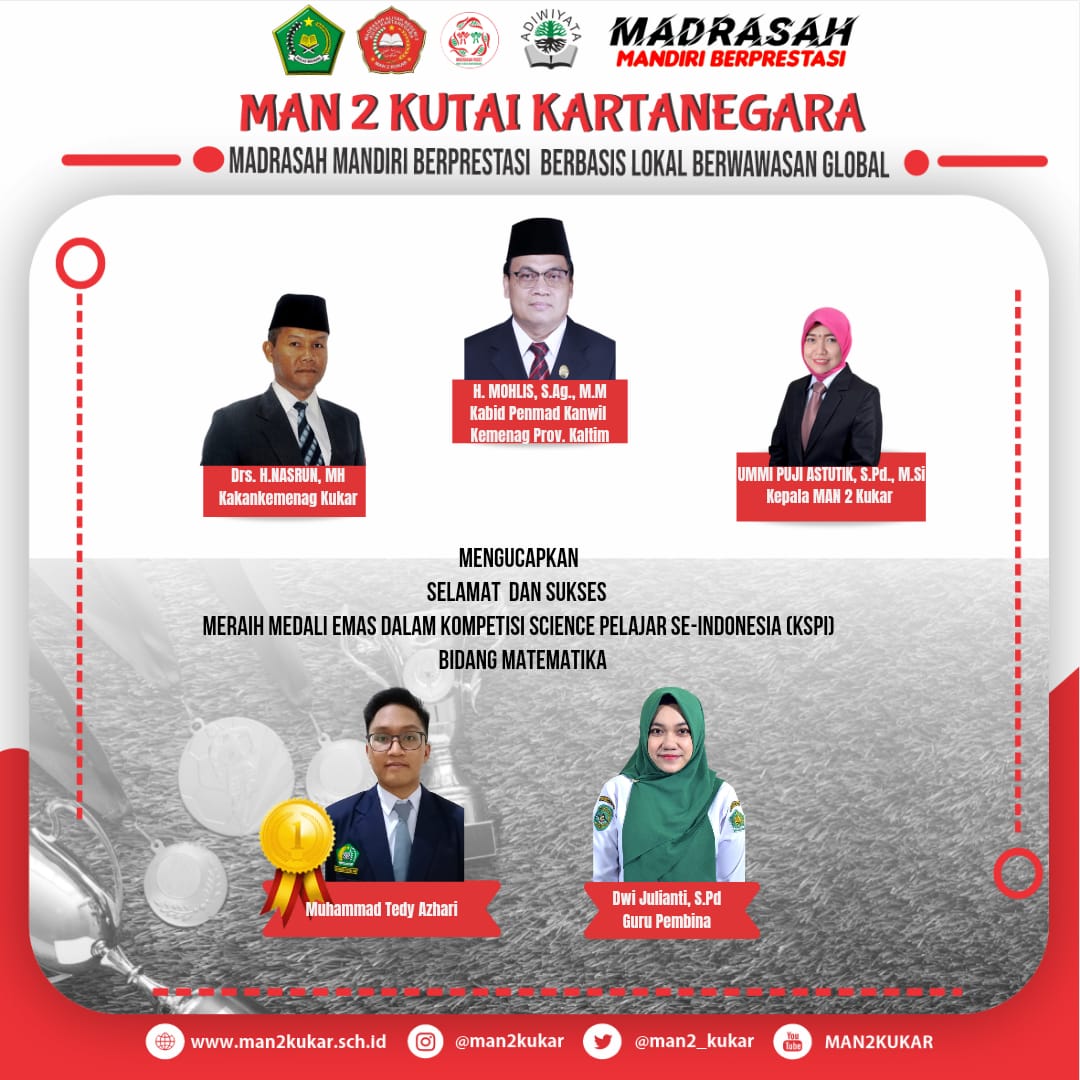 ADIWIYATA
MADRASAH
MANDIRI BERPRESTASI
MAN 2 KUTAI KARTANEGARA
MADRASAH MANDIRI BERPRESTASI BERBASIS LOKAL BERWAWASAN GLOBAL
H. MOHLIS, S.Ag., M.M
Kabid Penmad Kanwil
Kemenag Prov. Kaltim
Drs. H.NASRUN, MH
Kakankemenag Kukar
UMMI PUJI ASTUTIK, S.Pd., M.Si
Kepala MAN 2 Kukar
MENGUCAPKAN
SELAMAT DAN SUKSES
MERAIH MEDALI EMAS DALAM KOMPETISI SCIENCE PELAJAR SE-INDONESIA (KSPI)
BIDANG MATEMATIKA
1
Muhammad Tedy Azhari
Dwi Julianti, S.Pd
Guru Pembina
www.man2kukar.sch.id
@man2kukar
@man2_kukar
You
Tube
MAN2KUKAR